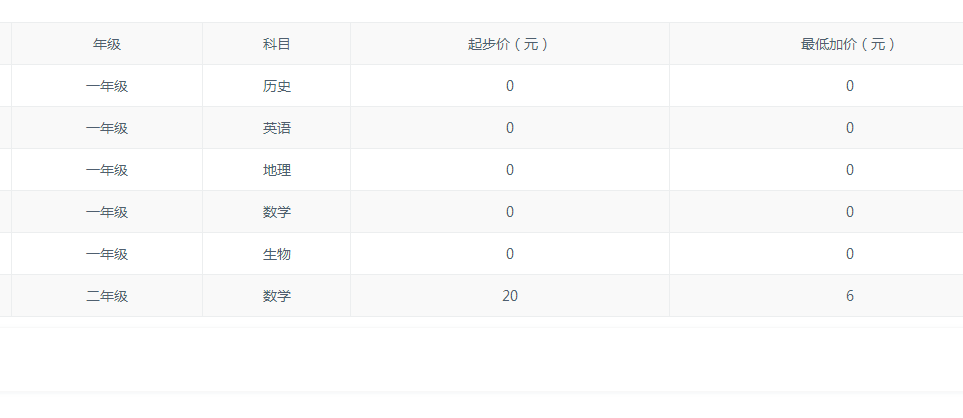 年级 科目 起步价（元） 最低加价（元）
一年级 历史 0 0
一年级 英语 0 0
一年级 地理 0 0
一年级 数学 0 0
一年级 生物 0 0
二年级 数学 20 6